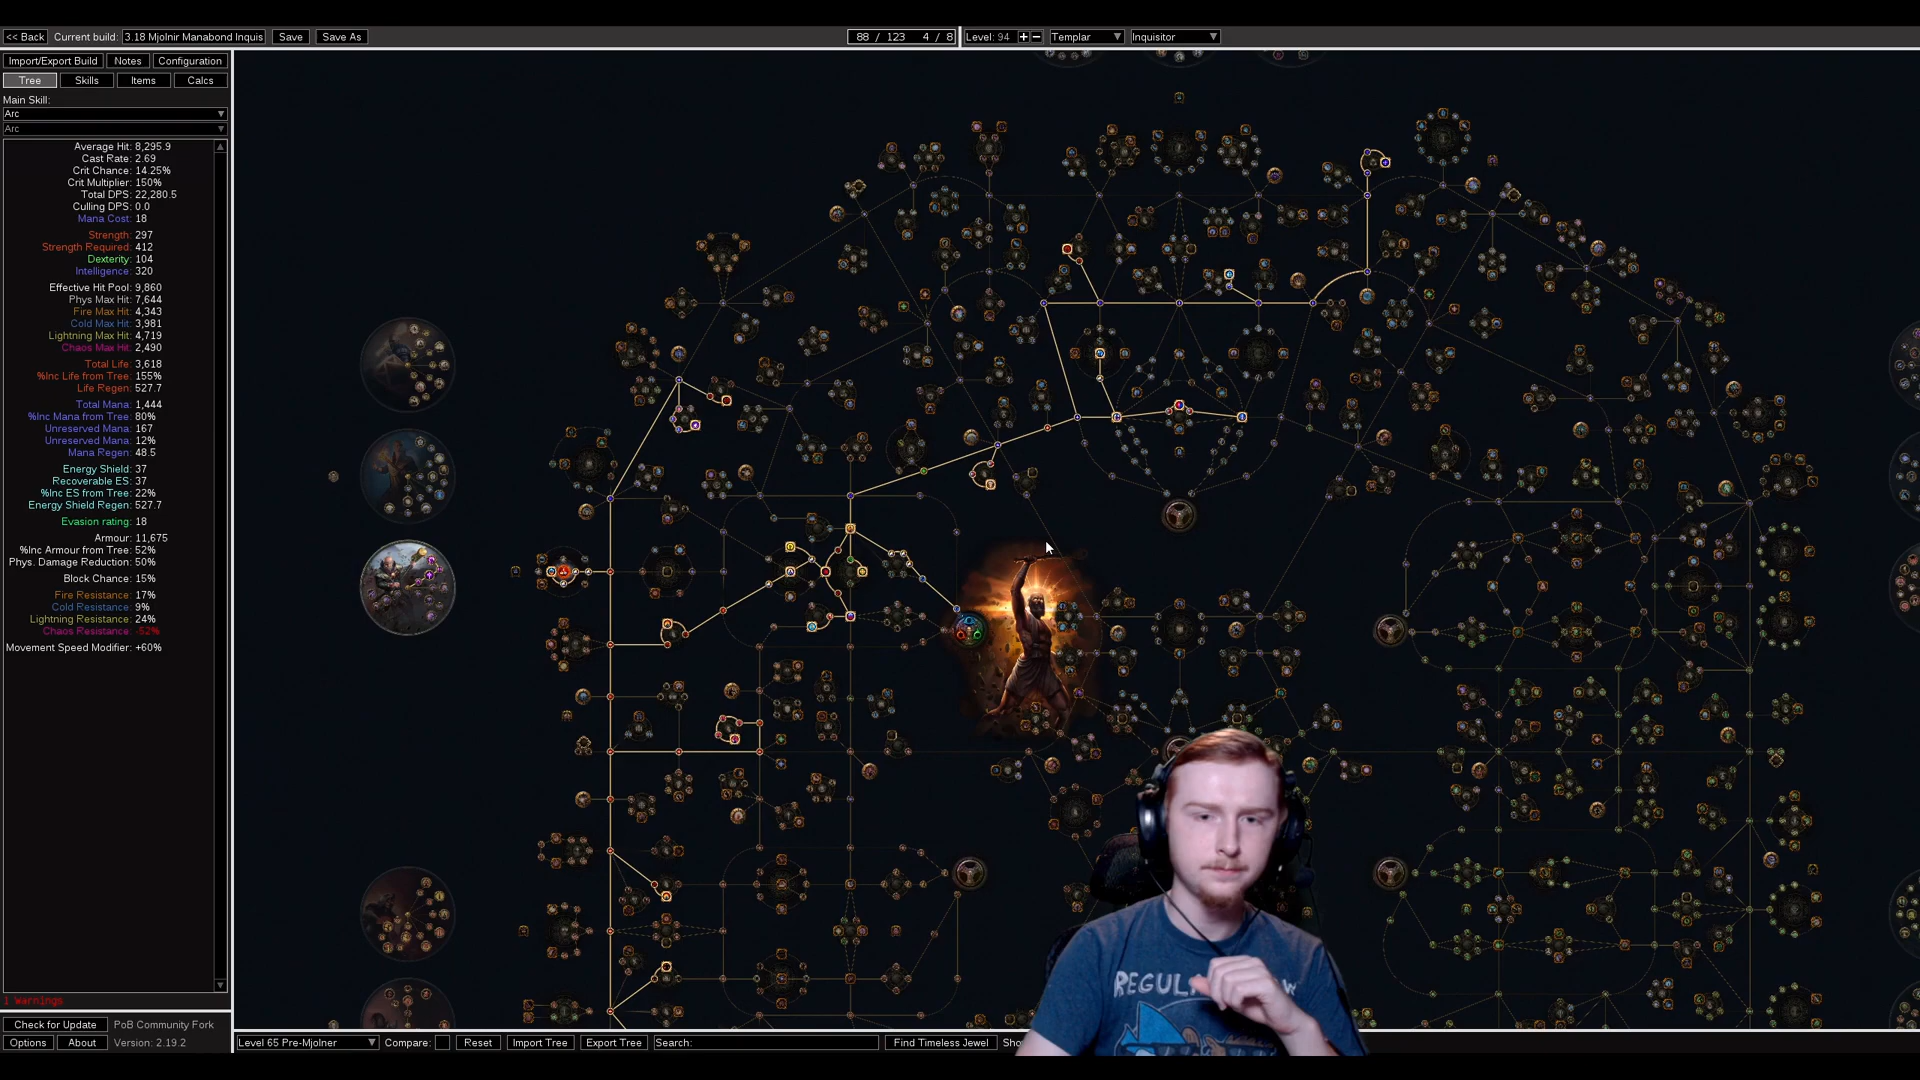 << Back Current build: 3.18 Mjolnir Manabond Inquis Save Save As 88 / 123 4 / 8 Level: 94 + − Templar Inquisitor
Import/Export Build Notes Configuration
Tree Skills Items Calcs
Main Skill:
Arc
Arc
Average Hit: 8,295.9
Cast Rate: 2.69
Crit Chance: 14.25%
Crit Multiplier: 150%
Total DPS: 22,280.5
Culling DPS: 0.0
Mana Cost: 18
Strength: 297
Strength Required: 412
Dexterity: 104
Intelligence: 320
Effective Hit Pool: 9,860
Phys Max Hit: 7,644
Fire Max Hit: 4,343
Cold Max Hit: 3,981
Lightning Max Hit: 4,719
Chaos Max Hit: 2,490
Total Life: 3,618
%Inc Life from Tree: 155%
Life Regen: 527.7
Total Mana: 1,444
%Inc Mana from Tree: 80%
Unreserved Mana: 167
Unreserved Mana: 12%
Mana Regen: 48.5
Energy Shield: 37
Recoverable ES: 37
%Inc ES from Tree: 22%
Energy Shield Regen: 527.7
Evasion rating: 18
Armour: 11,675
%Inc Armour from Tree: 52%
Phys. Damage Reduction: 50%
Block Chance: 15%
Fire Resistance: 17%
Cold Resistance: 9%
Lightning Resistance: 24%
Chaos Resistance: -52%
Movement Speed Modifier: +60%
1 Warnings
Check for Update PoB Community Fork
Options About Version: 2.19.2
Level 65 Pre-Mjolner Compare: Reset Import Tree Export Tree Search: Find Timeless Jewel Sho
REGUL